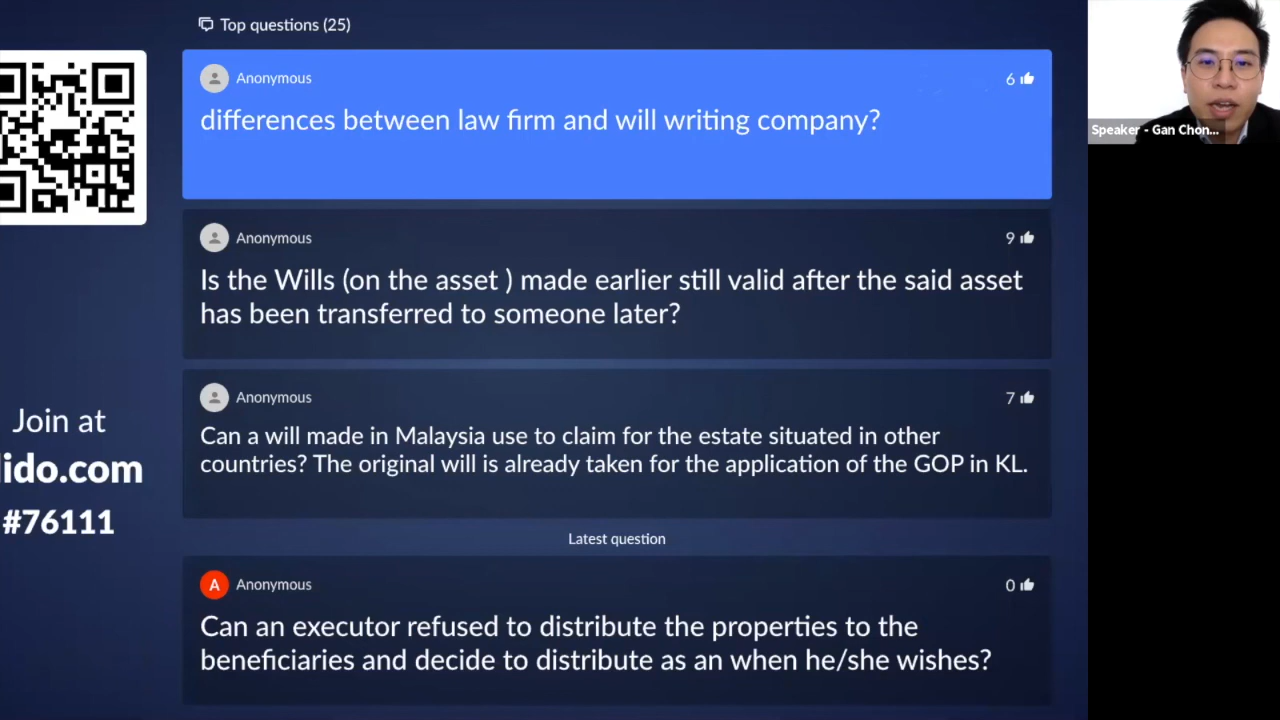 Top questions (25)
Anonymous
6
differences between law firm and will writing company?
Anonymous
9
Is the Wills (on the asset ) made earlier still valid after the said asset
has been transferred to someone later?
Anonymous
7
Can a will made in Malaysia use to claim for the estate situated in other
countries? The original will is already taken for the application of the GOP in KL.
Latest question
A
Anonymous
0
Can an executor refused to distribute the properties to the
beneficiaries and decide to distribute as an when he/she wishes?
Join at
lido.com
#76111
Speaker - Gan Chon...